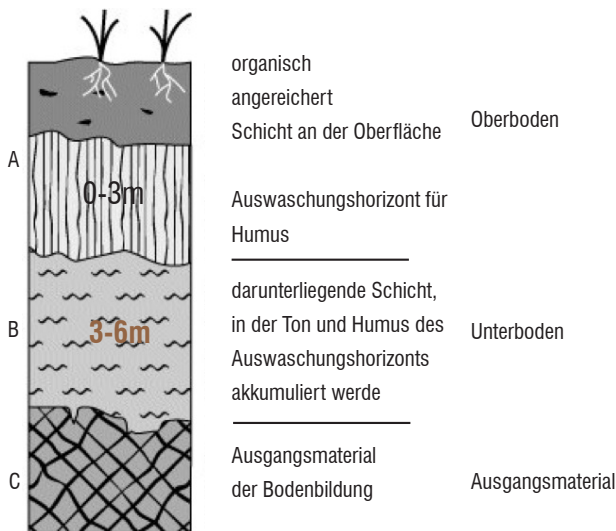 organisch
angereichert
Schicht an der Oberfläche
Oberboden
A
0-3m
Auswaschungshorizont für
Humus
darunterliegende Schicht,
in der Ton und Humus des
Auswaschungshorizonts
akkumuliert werde
B
3-6m
Unterboden
Ausgangsmaterial
der Bodenbildung
C
Ausgangsmaterial